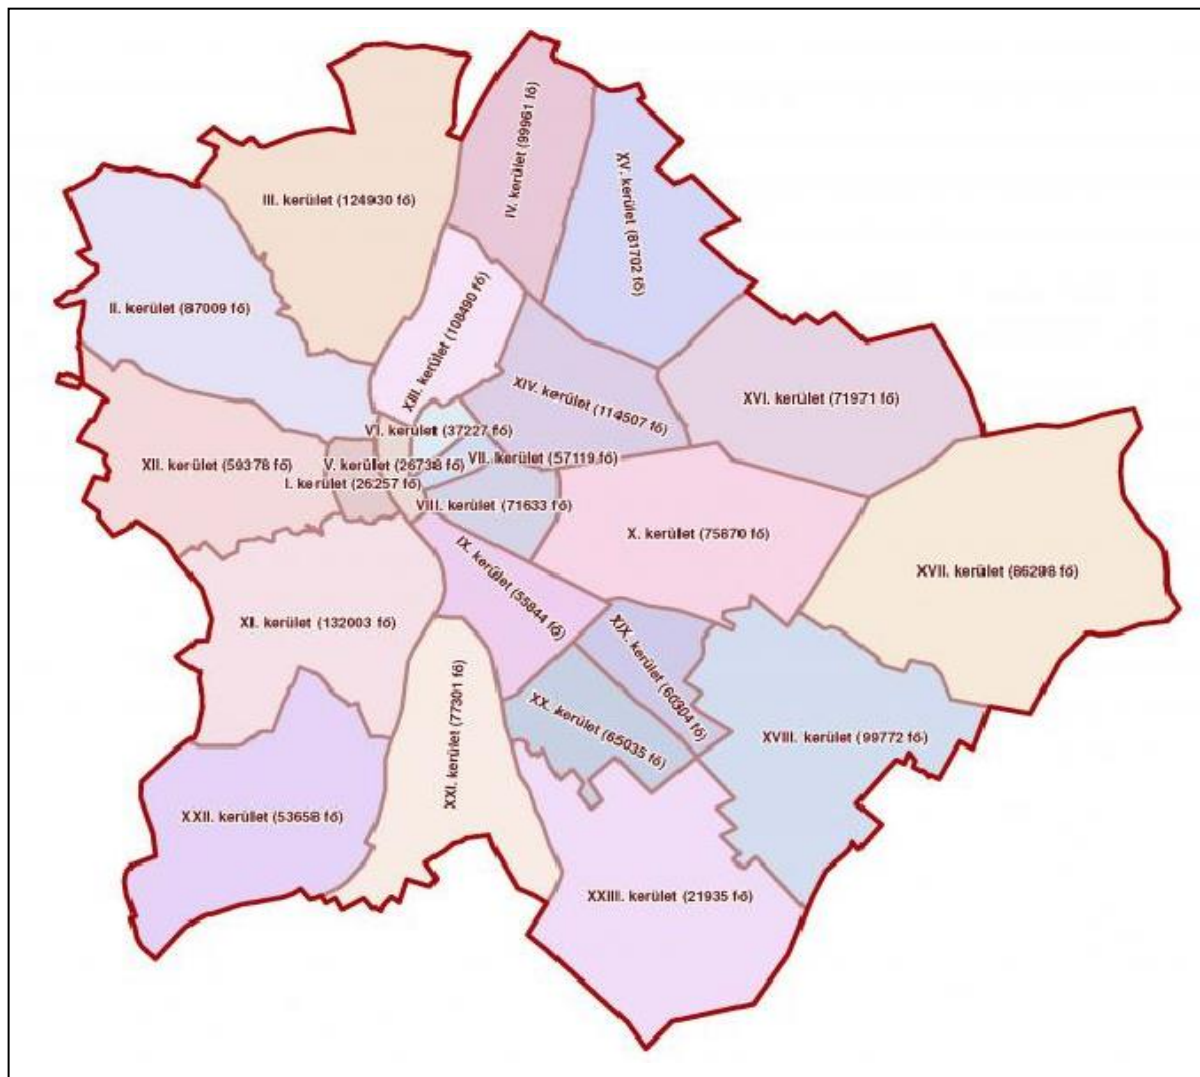 IV. kerület (99961 fő)
XV. kerület (81702 fő)
III. kerület (124930 fő)
II. kerület (87009 fő)
XIII. kerület (108490 fő)
XIV. kerület (114507 fő)
XVI. kerület (71971 fő)
VI. kerület (37227 fő)
XII. kerület (59378 fő)
V. kerület (26738 fő)
VII. kerület (57119 fő)
I. kerület (26257 fő)
VIII. kerület (71633 fő)
X. kerület (75870 fő)
IX. kerület (55844 fő)
XVII. kerület (86298 fő)
XI. kerület (132003 fő)
XIX. kerület (60304 fő)
XX. kerület (65035 fő)
XXI. kerület (77301 fő)
XVIII. kerület (99772 fő)
XXII. kerület (53658 fő)
XXIII. kerület (21935 fő)